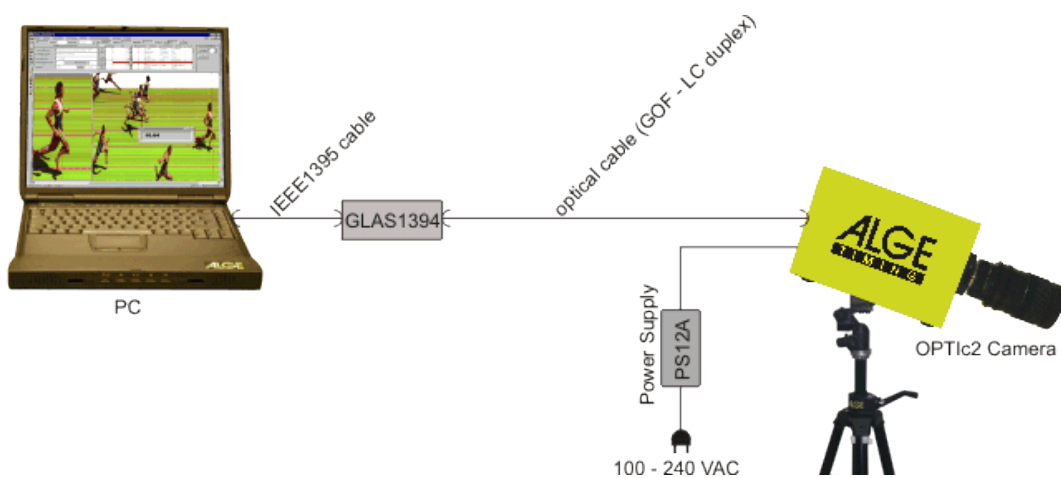 IEEE1395 cable
optical cable (GOF - LC duplex)
GLAS1394
ALGE
TIMING
ALGE
PC
Power Supply
PS12A
OPTIc2 Camera
ALGE
100 - 240 VAC